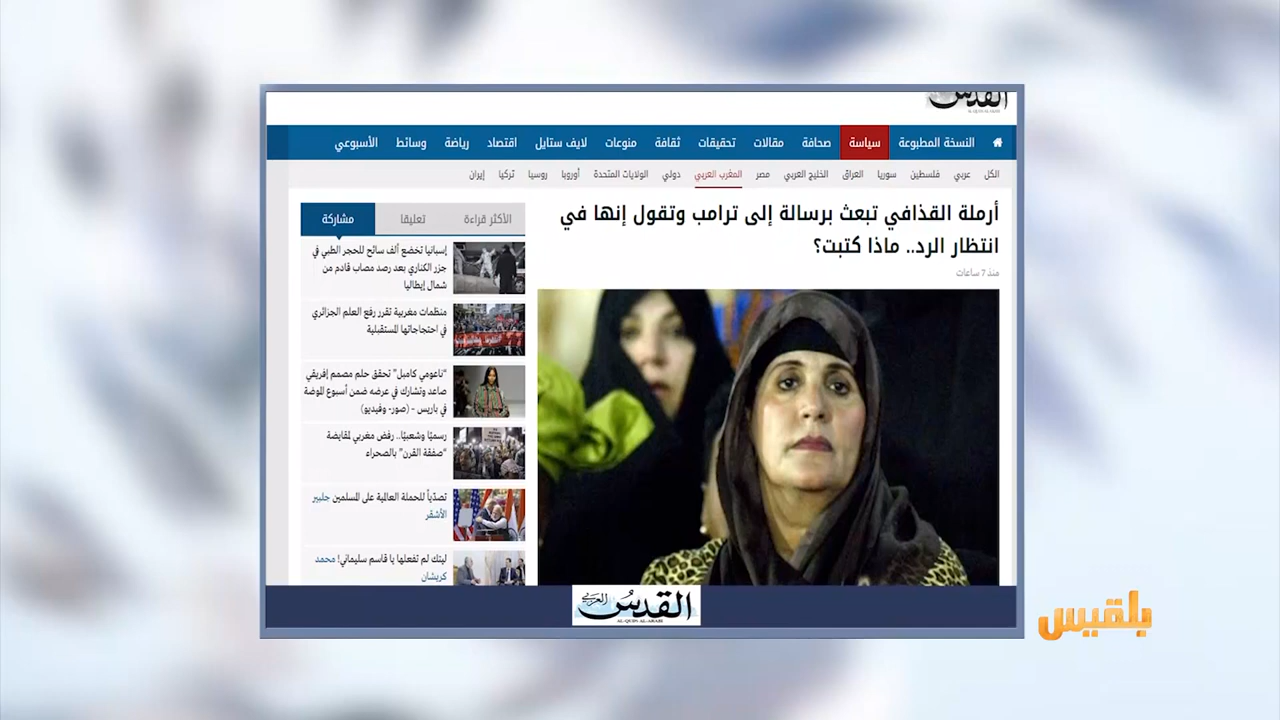 القدس
النسخة المطبوعة سياسة صحافة مقالات تحقيقات ثقافة منوعات لايف ستايل اقتصاد رياضة وسائط الأسبوعي
الكل عربي فلسطين سوريا العراق الخليج العربي مصر المغرب العربي دولي الولايات المتحدة أوروبا روسيا تركيا إيران
أرملة القذافي تبعث برسالة إلى ترامب وتقول إنها في
انتظار الرد.. ماذا كتبت؟
منذ 7 ساعات
الأكثر قراءة تعليقا مشاركة
إسبانيا تخضع ألف سائح للحجر الطبي في
جزر الكناري بعد رصد مصاب قادم من
شمال إيطاليا
منظمات مغربية تقرر رفع العلم الجزائري
في احتجاجاتها المستقبلية
"ناعومي كامبل" تحقق حلم مصمم إفريقي
صاعد وتشارك في عرضه ضمن أسبوع الموضة
في باريس – (صور- وفيديو)
رسميًا وشعبيًا.. رفض مغربي لمقايضة
"صفقة القرن" بالصحراء
تصدّياً للحملة العالمية على المسلمين جلبير
الأشقر
ليتك لم تفعلها يا قاسم سليماني! محمد
كريشان
القدس العربي
AL-QUDS AL-ARABI
بلقيس